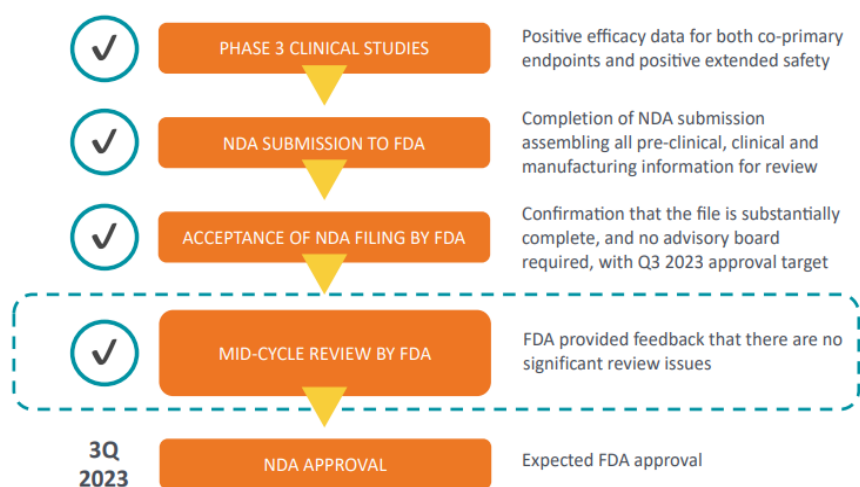 PHASE 3 CLINICAL STUDIES
Positive efficacy data for both co-primary
endpoints and positive extended safety
NDA SUBMISSION TO FDA
Completion of NDA submission
assembling all pre-clinical, clinical and
manufacturing information for review
ACCEPTANCE OF NDA FILING BY FDA
Confirmation that the file is substantially
complete, and no advisory board
required, with Q3 2023 approval target
MID-CYCLE REVIEW BY FDA
FDA provided feedback that there are no
significant review issues
3Q
2023
NDA APPROVAL
Expected FDA approval